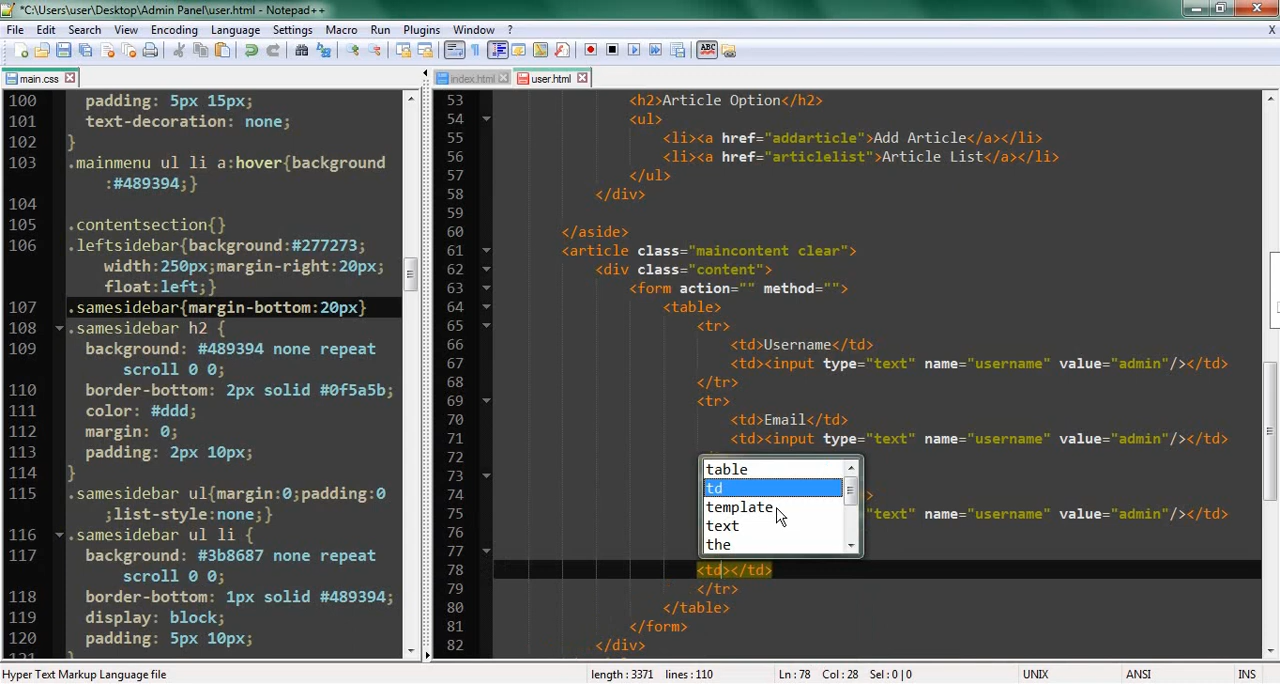 *C:\Users\user\Desktop\Admin Panel\user.html - Notepad++
File Edit Search View Encoding Language Settings Macro Run Plugins Window ? X
ABC
main.css
index.html user.html
100 padding: 5px 15px;
101 text-decoration: none;
102 }
103 .mainmenu ul li a:hover{background
:#489394;}
104
105 .contentsection{}
106 .leftsidebar{background:#277273;
width:250px;margin-right:20px;
float:left;}
107 .samesidebar{margin-bottom:20px}
108 .samesidebar h2 {
109 background: #489394 none repeat
scroll 0 0;
110 border-bottom: 2px solid #0f5a5b;
111 color: #ddd;
112 margin: 0;
113 padding: 2px 10px;
114 }
115 .samesidebar ul{margin:0;padding:0
;list-style:none;}
116 .samesidebar ul li {
117 background: #3b8687 none repeat
scroll 0 0;
118 border-bottom: 1px solid #489394;
119 display: block;
120 padding: 5px 10px;
53 <h2>Article Option</h2>
54 <ul>
55 <li><a href="addarticle">Add Article</a></li>
56 <li><a href="articlelist">Article List</a></li>
57 </ul>
58 </div>
59
60 </aside>
61 <article class="maincontent clear">
62 <div class="content">
63 <form action="" method="">
64 <table>
65 <tr>
66 <td>Username</td>
67 <td><input type="text" name="username" value="admin"/></td>
68 </tr>
69 <tr>
70 <td>Email</td>
71 <td><input type="text" name="username" value="admin"/></td>
72
73
74 >
75 "text" name="username" value="admin"/></td>
76
77
78 <td></td>
79 </tr>
80 </table>
81 </form>
82 </div>
table
td
template
text
the
Hyper Text Markup Language file length : 3371 lines : 110 Ln : 78 Col : 28 Sel : 0 | 0 UNIX ANSI INS